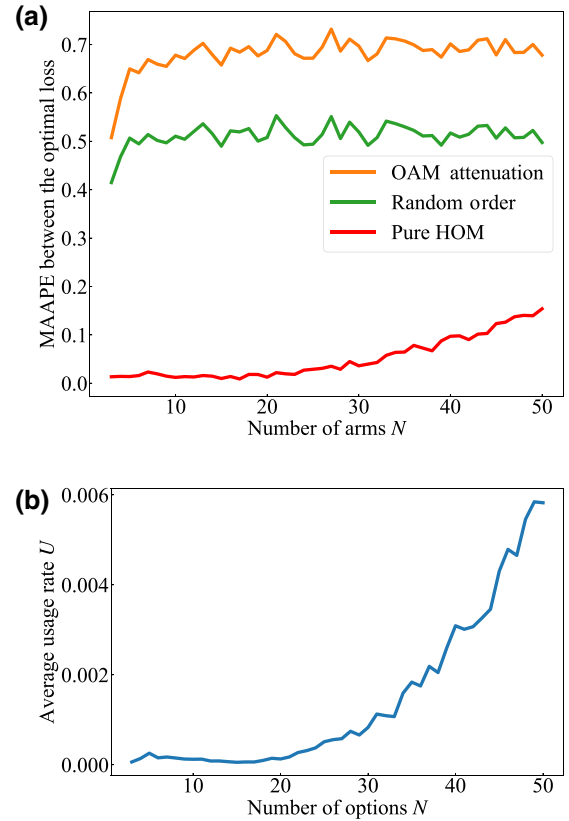 (a)
MAAPE between the optimal loss
0.7
0.6
0.5
0.4
0.3
0.2
0.1
0.0
OAM attenuation
Random order
Pure HOM
10
20
30
40
50
Number of arms N
(b)
Average usage rate U
0.006
0.004
0.002
0.000
10
20
30
40
50
Number of options N